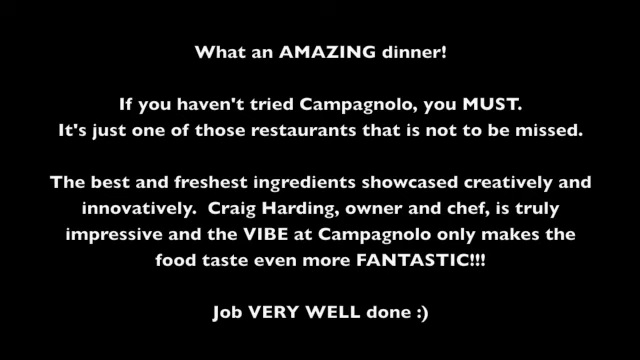 What an AMAZING dinner!
If you haven't tried Campagnolo, you MUST.
It's just one of those restaurants that is not to be missed.
The best and freshest ingredients showcased creatively and
innovatively.  Craig Harding, owner and chef, is truly
impressive and the VIBE at Campagnolo only makes the
food taste even more FANTASTIC!!!
Job VERY WELL done :)